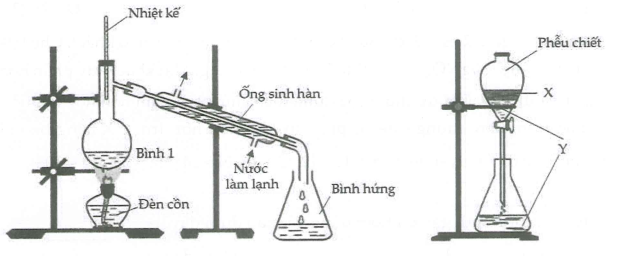 Nhiệt kế
Ống sinh hàn
Bình 1
Nước
làm lạnh
Đèn cồn
Bình hứng
Phễu chiết
X
Y